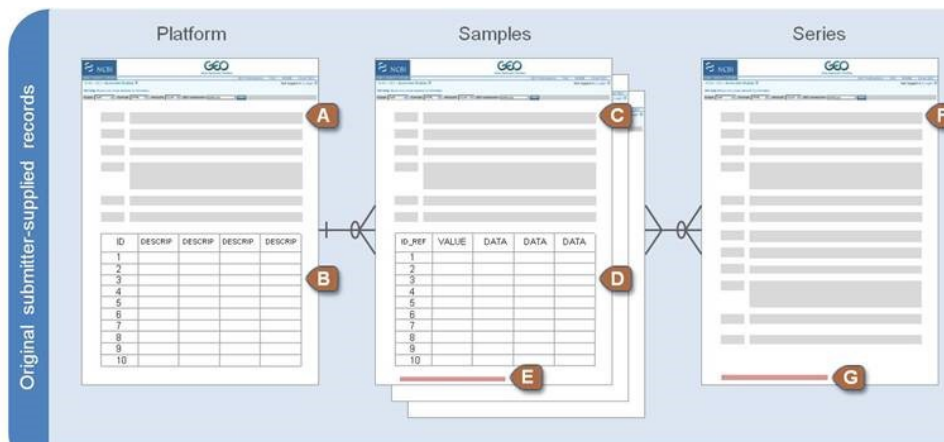 Original submitter-supplied records
Platform
Samples
Series
NCBI
GEO
NCBI
GEO
NCBI
GEO
A
C
F
ID DESCRIP DESCRIP DESCRIP DESCRIP
1
2
3
4
5
6
7
8
9
10
B
ID_REF VALUE DATA DATA DATA
1
2
3
4
5
6
7
8
9
10
D
E
G